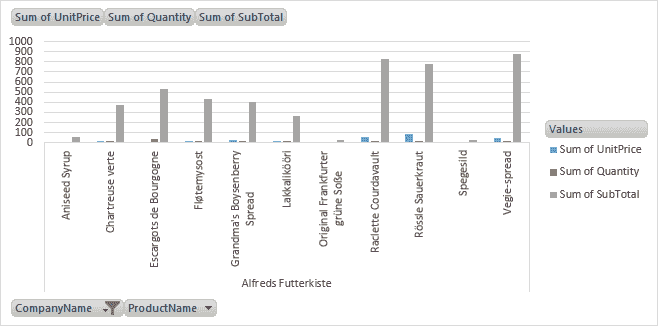 Sum of UnitPrice Sum of Quantity Sum of SubTotal
1000
900
800
700
600
500
400
300
200
100
0
Aniseed Syrup
Chartreuse verte
Escargots de Bourgogne
Fløtemysost
Grandma's Boysenberry
Spread
Lakkalikööri
Original Frankfurter
grüne Soße
Raclette Courdavault
Rössle Sauerkraut
Spegesild
Vegie-spread
Alfreds Futterkiste
Values
Sum of UnitPrice
Sum of Quantity
Sum of SubTotal
CompanyName ProductName